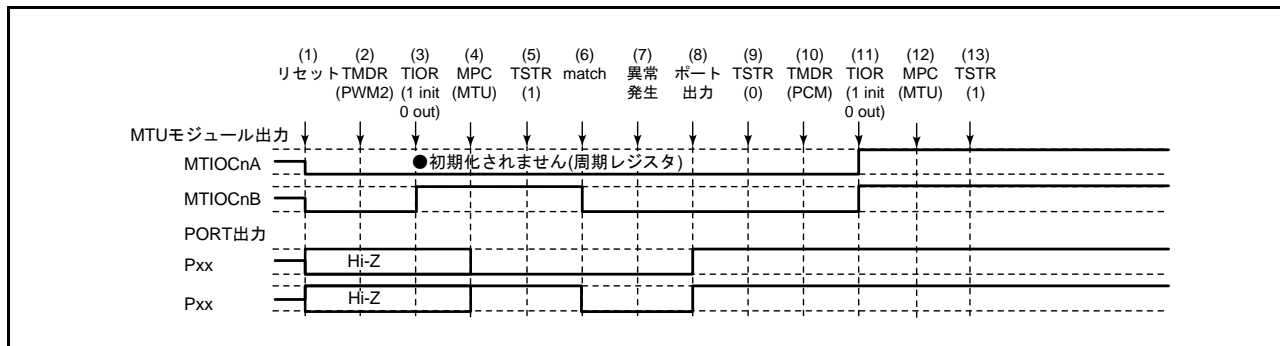 (1) (2) (3) (4) (5) (6) (7) (8) (9) (10) (11) (12) (13)
リセット TMDR TIOR MPC TSTR match 異常 ポート TSTR TMDR TIOR MPC TSTR
(PWM2) (1 init (MTU) (1) 発生 出力 (0) (PCM) (1 init (MTU) (1)
0 out) 0 out)
MTUモジュール出力
MTIOCnA ●初期化されません(周期レジスタ)
MTIOCnB
PORT出力
Pxx Hi-Z
Pxx Hi-Z